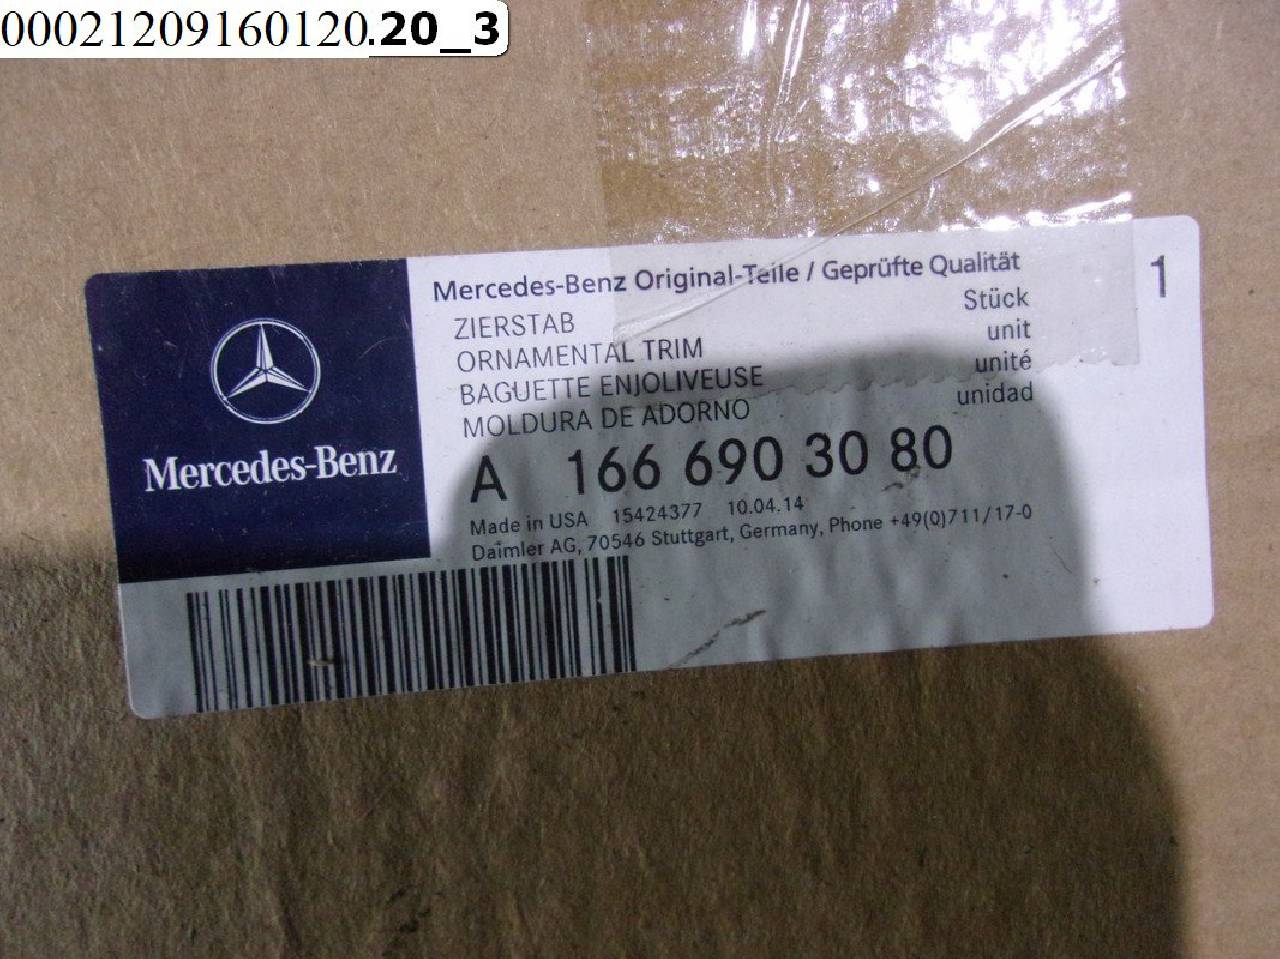 00021209160120.20_3
Mercedes-Benz Original-Teile / Geprüfte Qualität
1
ZIERSTAB Stück
ORNAMENTAL TRIM unit
BAGUETTE ENJOLIVEUSE unité
MOLDURA DE ADORNO unidad
Mercedes-Benz
A 166 690 30 80
Made in USA 15424377 10.04.14
Daimler AG, 70546 Stuttgart, Germany, Phone +49(0)711/17-0